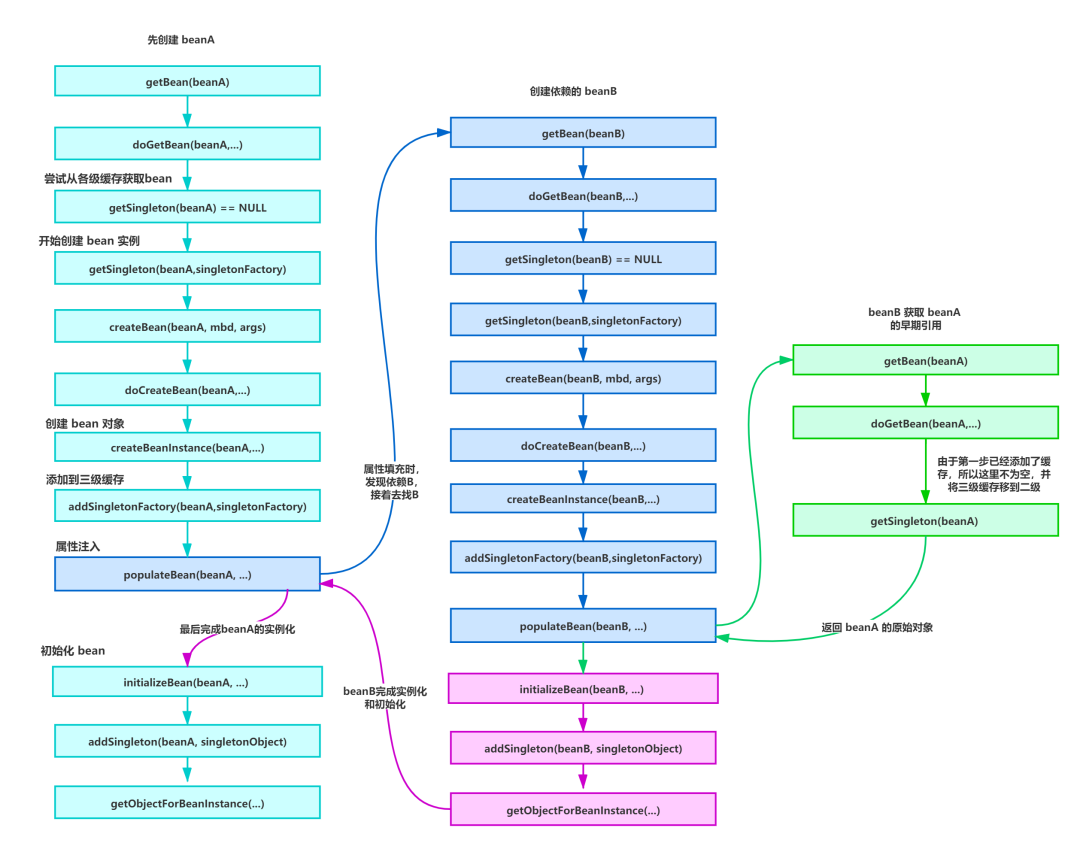 先创建 beanA
getBean(beanA)
doGetBean(beanA,...)
尝试从各级缓存获取bean
getSingleton(beanA) == NULL
开始创建 bean 实例
getSingleton(beanA,singletonFactory)
createBean(beanA, mbd, args)
doCreateBean(beanA,...)
创建 bean 对象
createBeanInstance(beanA,...)
添加到三级缓存
addSingletonFactory(beanA,singletonFactory)
属性注入
populateBean(beanA, ...)
最后完成beanA的实例化
初始化 bean
initializeBean(beanA, ...)
addSingleton(beanA, singletonObject)
getObjectForBeanInstance(...)
属性填充时，
发现依赖B，
接着去找B
创建依赖的 beanB
getBean(beanB)
doGetBean(beanB,...)
getSingleton(beanB) == NULL
getSingleton(beanB,singletonFactory)
createBean(beanB, mbd, args)
doCreateBean(beanB,...)
createBeanInstance(beanB,...)
addSingletonFactory(beanB,singletonFactory)
populateBean(beanB, ...)
initializeBean(beanB, ...)
addSingleton(beanB, singletonObject)
getObjectForBeanInstance(...)
beanB完成实例化
和初始化
beanB 获取 beanA
的早期引用
getBean(beanA)
doGetBean(beanA,...)
由于第一步已经添加了缓
存，所以这里不为空，并
将三级缓存移到二级
getSingleton(beanA)
返回 beanA 的原始对象